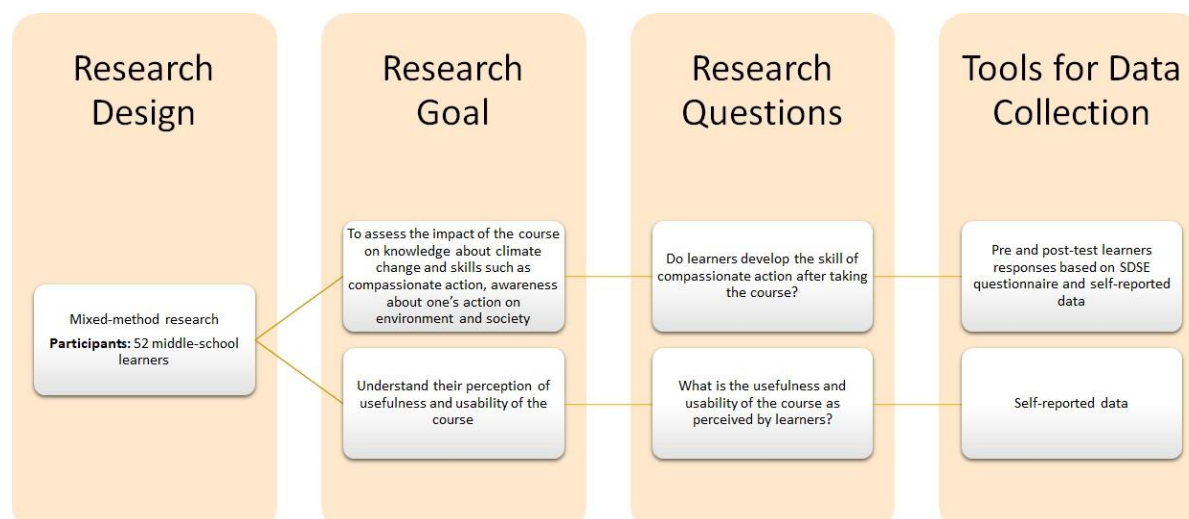 Research
Design
Research
Goal
Research
Questions
Tools for Data
Collection
Mixed-method research
Participants: 52 middle-school
learners
To assess the impact of the course
on knowledge about climate
change and skills such as
compassionate action, awareness
about one's action on
environment and society
Do learners develop the skill of
compassionate action after taking
the course?
Pre and post-test learners
responses based on SDSE
questionnaire and self-reported
data
Understand their perception of
usefulness and usability of the
course
What is the usefulness and
usability of the course as
perceived by learners?
Self-reported data